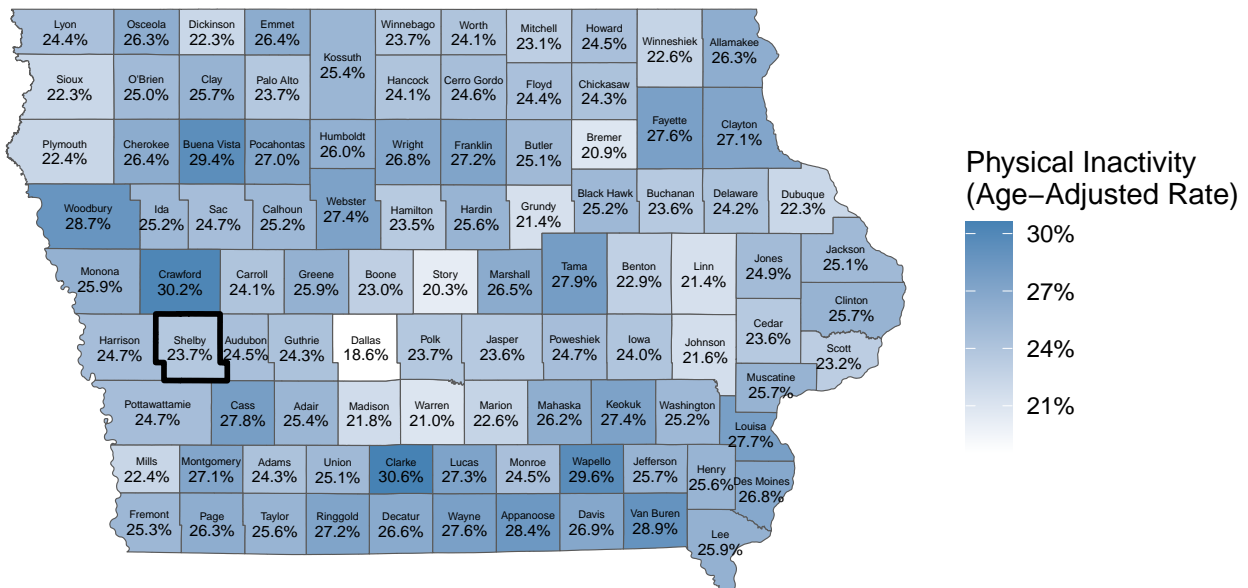 Lyon
24.4%
Osceola
26.3%
Dickinson
22.3%
Emmet
26.4%
Kossuth
25.4%
Winnebago
23.7%
Worth
24.1%
Mitchell
23.1%
Howard
24.5%
Winneshiek
22.6%
Allamakee
26.3%
Sioux
22.3%
O'Brien
25.0%
Clay
25.7%
Palo Alto
23.7%
Hancock
24.1%
Cerro Gordo
24.6%
Floyd
24.4%
Chickasaw
24.3%
Fayette
27.6%
Clayton
27.1%
Plymouth
22.4%
Cherokee
26.4%
Buena Vista
29.4%
Pocahontas
27.0%
Humboldt
26.0%
Wright
26.8%
Franklin
27.2%
Butler
25.1%
Bremer
20.9%
Woodbury
28.7%
Ida
25.2%
Sac
24.7%
Calhoun
25.2%
Webster
27.4%
Hamilton
23.5%
Hardin
25.6%
Grundy
21.4%
Black Hawk
25.2%
Buchanan
23.6%
Delaware
24.2%
Dubuque
22.3%
Monona
25.9%
Crawford
30.2%
Carroll
24.1%
Greene
25.9%
Boone
23.0%
Story
20.3%
Marshall
26.5%
Tama
27.9%
Benton
22.9%
Linn
21.4%
Jones
24.9%
Jackson
25.1%
Clinton
25.7%
Harrison
24.7%
Shelby
23.7%
Audubon
24.5%
Guthrie
24.3%
Dallas
18.6%
Polk
23.7%
Jasper
23.6%
Poweshiek
24.7%
Iowa
24.0%
Johnson
21.6%
Cedar
23.6%
Scott
23.2%
Muscatine
25.7%
Pottawattamie
24.7%
Cass
27.8%
Adair
25.4%
Madison
21.8%
Warren
21.0%
Marion
22.6%
Mahaska
26.2%
Keokuk
27.4%
Washington
25.2%
Louisa
27.7%
Mills
22.4%
Montgomery
27.1%
Adams
24.3%
Union
25.1%
Clarke
30.6%
Lucas
27.3%
Monroe
24.5%
Wapello
29.6%
Jefferson
25.7%
Henry
25.6%
Des Moines
26.8%
Fremont
25.3%
Page
26.3%
Taylor
25.6%
Ringgold
27.2%
Decatur
26.6%
Wayne
27.6%
Appanoose
28.4%
Davis
26.9%
Van Buren
28.9%
Lee
25.9%
Physical Inactivity
(Age−Adjusted Rate)
30%
27%
24%
21%